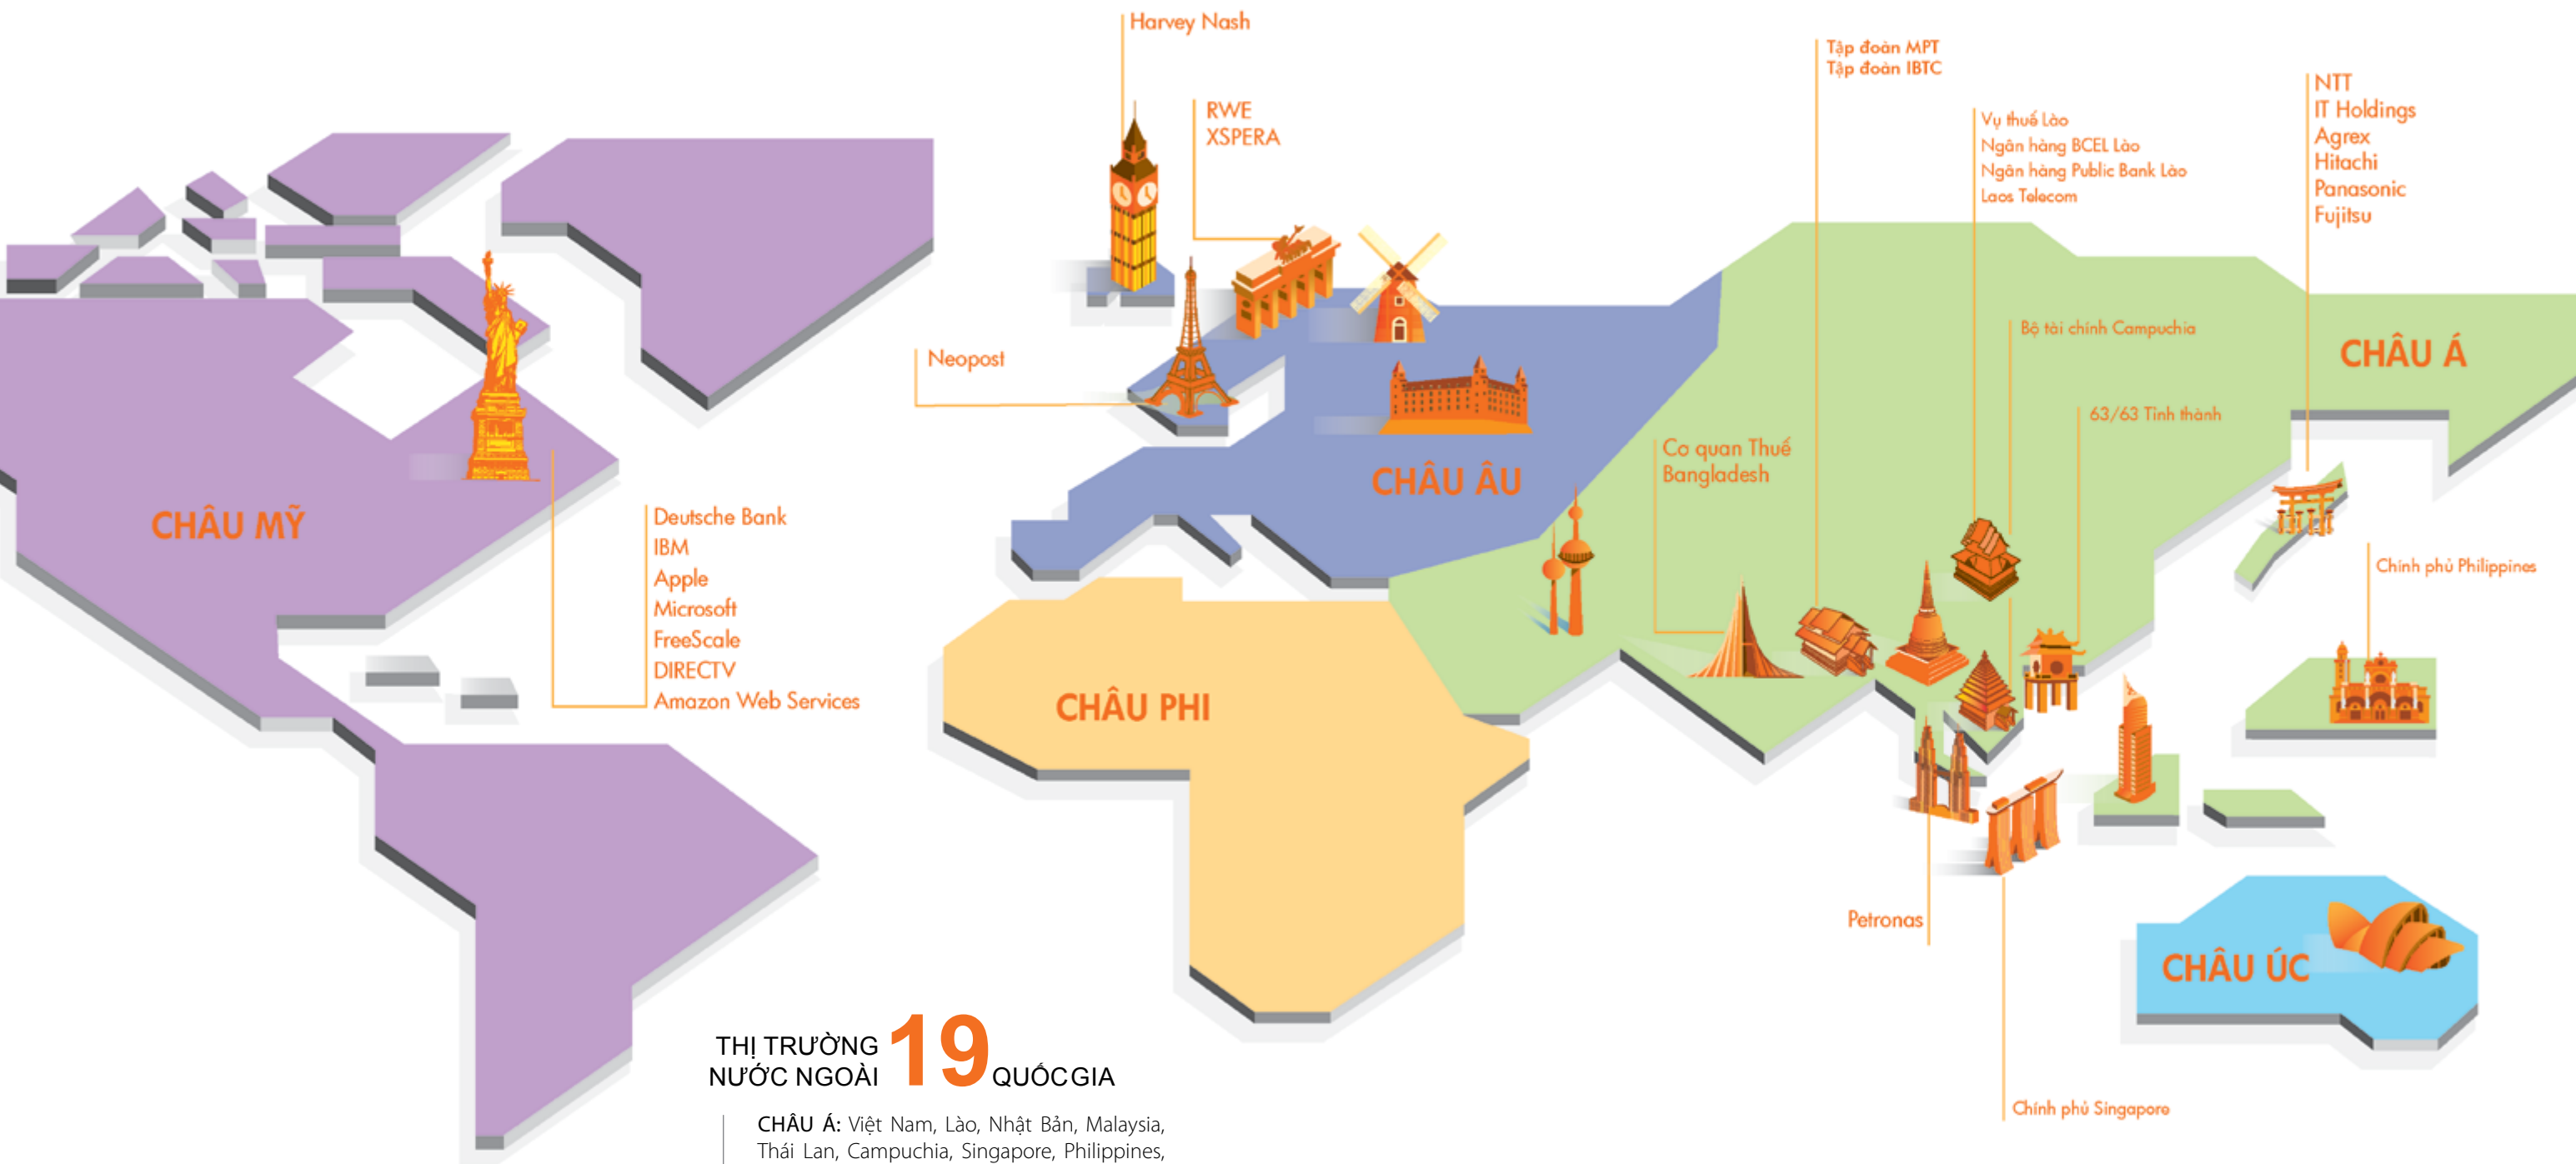 Harvey Nash
RWE
XSPERA
Tập đoàn MPT
Tập đoàn IBTC
Vụ thuế Lào
Ngân hàng BCEL Lào
Ngân hàng Public Bank Lào
Laos Telecom
NTT
IT Holdings
Agrex
Hitachi
Panasonic
Fujitsu
Neopost
Bộ tài chính Campuchia
CHÂU Á
63/63 Tỉnh thành
Cơ quan Thuế
Bangladesh
CHÂU ÂU
CHÂU MỸ
Deutsche Bank
IBM
Apple
Microsoft
FreeScale
DIRECTV
Amazon Web Services
Chính phủ Philippines
CHÂU PHI
Petronas
CHÂU ÚC
Chính phủ Singapore
THỊ TRƯỜNG
NƯỚC NGOÀI 19 QUỐC GIA
CHÂU Á: Việt Nam, Lào, Nhật Bản, Malaysia,
Thái Lan, Campuchia, Singapore, Philippines,